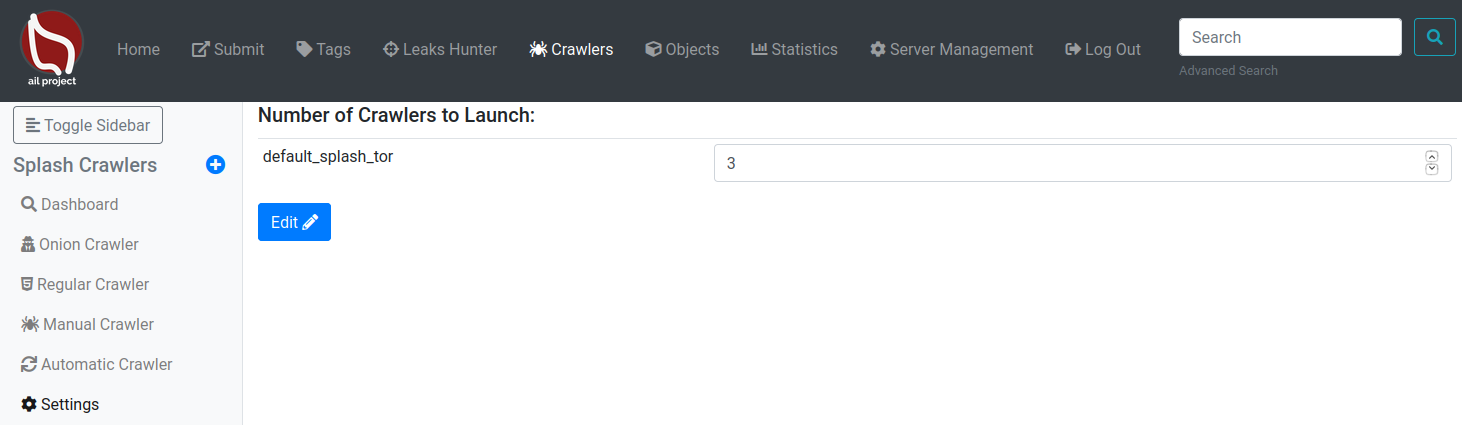 ail project
Home Submit Tags Leaks Hunter Crawlers Objects Statistics Server Management Log Out
Search
Advanced Search
Toggle Sidebar
Splash Crawlers
Dashboard
Onion Crawler
Regular Crawler
Manual Crawler
Automatic Crawler
Settings
Number of Crawlers to Launch:
default_splash_tor 3
Edit